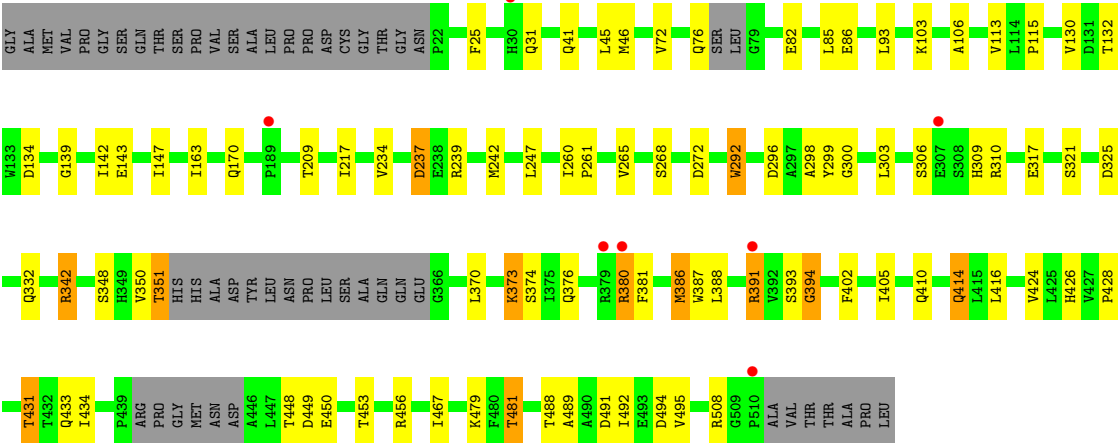 GLY ALA MET VAL PRO GLY SER GLN THR SER PRO VAL SER ALA LEU PRO PRO ASP CYS GLY THR GLY ASN P22 F25 H30 Q31 Q41 L45 M46 V72 Q76 SER LEU G79 E82 L85 E86 L93 K103 A106 V113 L114 P115 V130 D131 T132
W133 D134 G139 I142 E143 I147 I163 Q170 P189 T209 I217 V234 D237 E238 R239 M242 L247 I260 P261 V265 S268 D272 W292 D296 A297 A298 Y299 G300 L303 S306 E307 S308 H309 R310 E317 S321 D325
Q332 R342 S348 H349 V350 T351 HIS HIS ALA ASP TYR LEU ASN PRO LEU SER ALA GLN GLN GLU G366 L370 K373 S374 I375 Q376 R379 R380 F381 M386 W387 L388 R391 V392 S393 G394 F402 I405 Q410 Q414 L415 L416 V424 L425 H426 V427 P428
T431 T432 Q433 I434 P439 ARG PRO GLY MET ASN ASP A446 L447 T448 D449 E450 T453 R456 I467 K479 F480 T481 T488 A489 A490 D491 I492 E493 D494 V495 R508 G509 P510 ALA VAL THR THR ALA PRO LEU